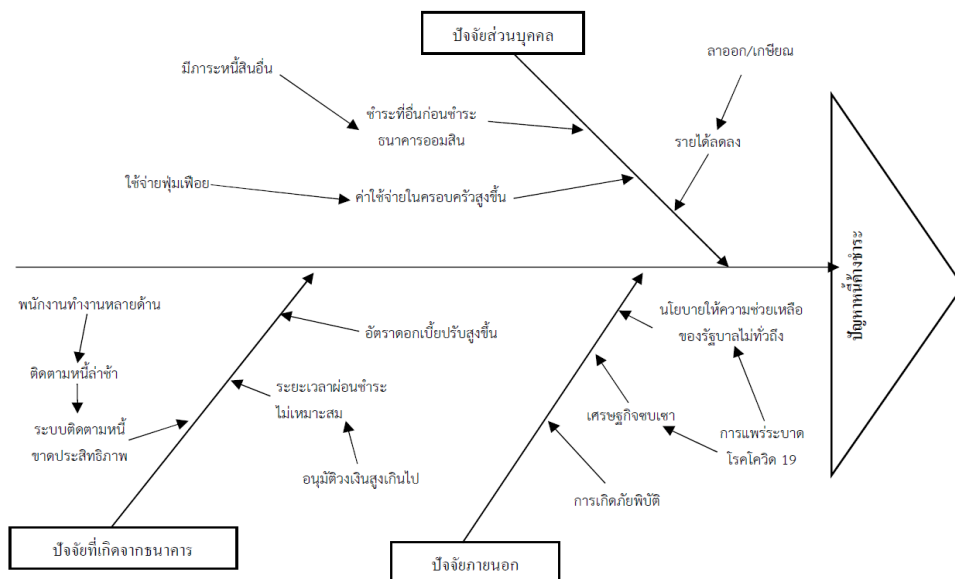 ปัจจัยส่วนบุคคล
ลาออก/เกษียณ
มีภาระหนี้สินอื่น
ชำระที่อื่นก่อนชำระ
ธนาคารออมสิน
รายได้ลดลง
ใช้จ่ายฟุ่มเฟือย
ค่าใช้จ่ายในครอบครัวสูงขึ้น
ปัญหาหนี้ค้างชำระ
พนักงานทำงานหลายด้าน
อัตราดอกเบี้ยปรับสูงขึ้น
นโยบายให้ความช่วยเหลือ
ของรัฐบาลไม่ทั่วถึง
ติดตามหนี้ล่าช้า
ระยะเวลาผ่อนชำระ
ไม่เหมาะสม
เศรษฐกิจซบเซา
ระบบติดตามหนี้
ขาดประสิทธิภาพ
การแพร่ระบาด
โรคโควิด 19
อนุมัติวงเงินสูงเกินไป
การเกิดภัยพิบัติ
ปัจจัยที่เกิดจากธนาคาร
ปัจจัยภายนอก